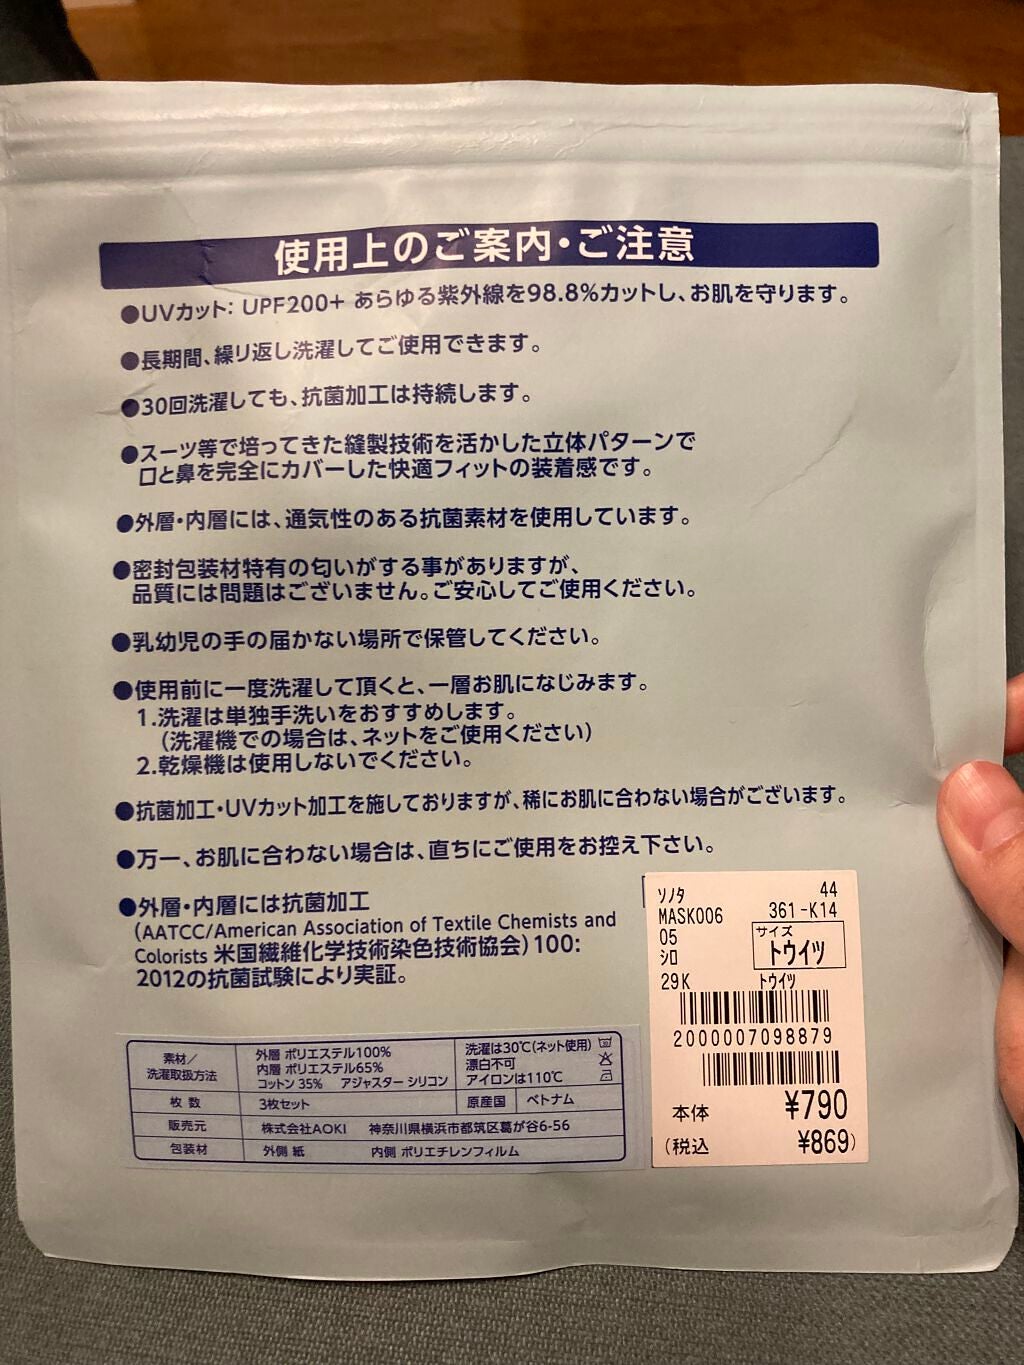 使用上のご案内・ご注意
●UVカット: UPF200+ あらゆる紫外線を98.8%カットし、お肌を守ります。
●長期間、繰り返し洗濯してご使用できます。
●30回洗濯しても、抗菌加工は持続します。
●スーツ等で培ってきた縫製技術を活かした立体パターンで
口と鼻を完全にカバーした快適フィットの装着感です。
●外層・内層には、通気性のある抗菌素材を使用しています。
●密封包装材特有の匂いがする事がありますが、
品質には問題はございません。ご安心してご使用ください。
●乳幼児の手の届かない場所で保管してください。
●使用前に一度洗濯して頂くと、一層お肌になじみます。
1.洗濯は単独手洗いをおすすめします。
(洗濯機での場合は、ネットをご使用ください)
2.乾燥機は使用しないでください。
●抗菌加工・UVカット加工を施しておりますが、稀にお肌に合わない場合がございます。
●万一、お肌に合わない場合は、直ちにご使用をお控え下さい。
●外層・内層には抗菌加工
(AATCC/American Association of Textile Chemists and
Colorists 米国繊維化学技術染色技術協会) 100:
2012の抗菌試験により実証。
素材/
洗濯取扱方法
外層 ポリエステル100%
内層 ポリエステル65%
コットン 35% アジャスター シリコン
洗濯は30℃(ネット使用)
漂白不可
アイロンは110℃
枚数 3枚セット 原産国 ベトナム
販売元 株式会社AOKI 神奈川県横浜市都筑区葛が谷6-56
包装材 外側 紙 内側 ポリエチレンフィルム
ソノタ 44
MASK006 361-K14
05 サイズ
シロ トウイツ
29K トウイツ
2000007098879
本体 ¥790
(税込 ¥869)